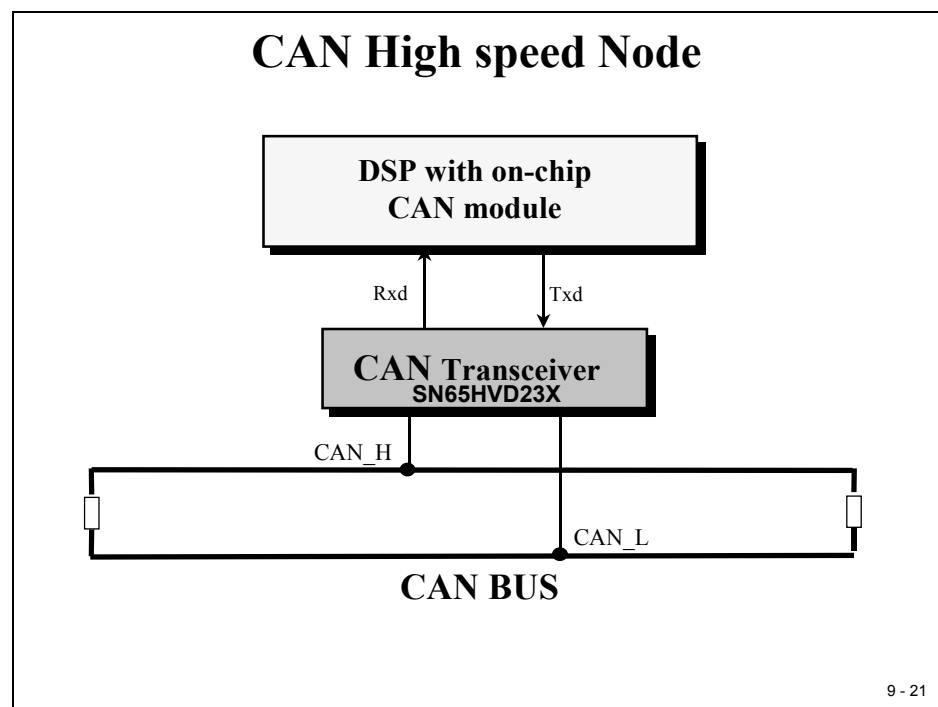 CAN High speed Node
DSP with on-chip
CAN module
Rxd
Txd
CAN Transceiver
SN65HVD23X
CAN_H
CAN_L
CAN BUS
9 - 21